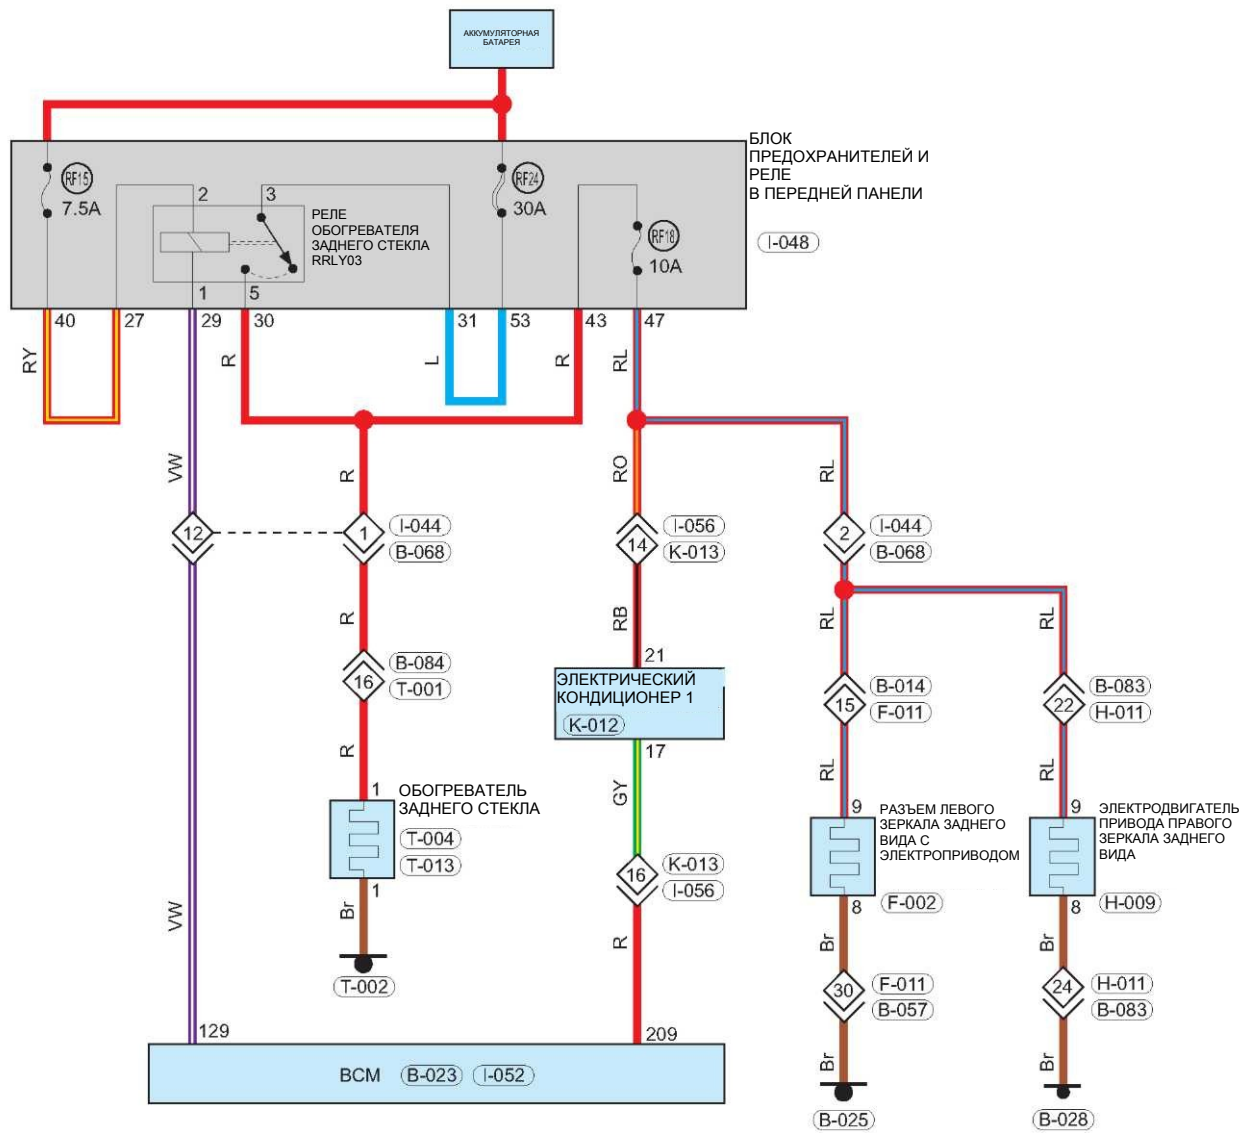 АККУМУЛЯТОРНАЯ
БАТАРЕЯ
БЛОК
ПРЕДОХРАНИТЕЛЕЙ И
РЕЛЕ
В ПЕРЕДНЕЙ ПАНЕЛИ
I-048
RF15
7.5A
2
3
РЕЛЕ
ОБОГРЕВАТЕЛЯ
ЗАДНЕГО СТЕКЛА
RRLY03
1
5
RF24
30A
RF18
10A
40
27
29
30
31
53
43
47
RY
R
L
R
RL
VW
R
RO
RL
12
1
I-044
B-068
14
I-056
K-013
2
I-044
B-068
R
RB
RL
RL
16
B-084
T-001
21
ЭЛЕКТРИЧЕСКИЙ
КОНДИЦИОНЕР 1
K-012
17
15
B-014
F-011
22
B-083
H-011
R
GY
RL
RL
1
ОБОГРЕВАТЕЛЬ
ЗАДНЕГО СТЕКЛА
T-004
T-013
1
9
РАЗЪЕМ ЛЕВОГО
ЗЕРКАЛА ЗАДНЕГО
ВИДА С
ЭЛЕКТРОПРИВОДОМ
8
F-002
9
ЭЛЕКТРОДВИГАТЕЛЬ
ПРИВОДА ПРАВОГО
ЗЕРКАЛА ЗАДНЕГО
ВИДА
8
H-009
16
K-013
I-056
VW
Br
R
Br
Br
T-002
30
F-011
B-057
24
H-011
B-083
129
209
Br
Br
BCM
B-023
I-052
B-025
B-028